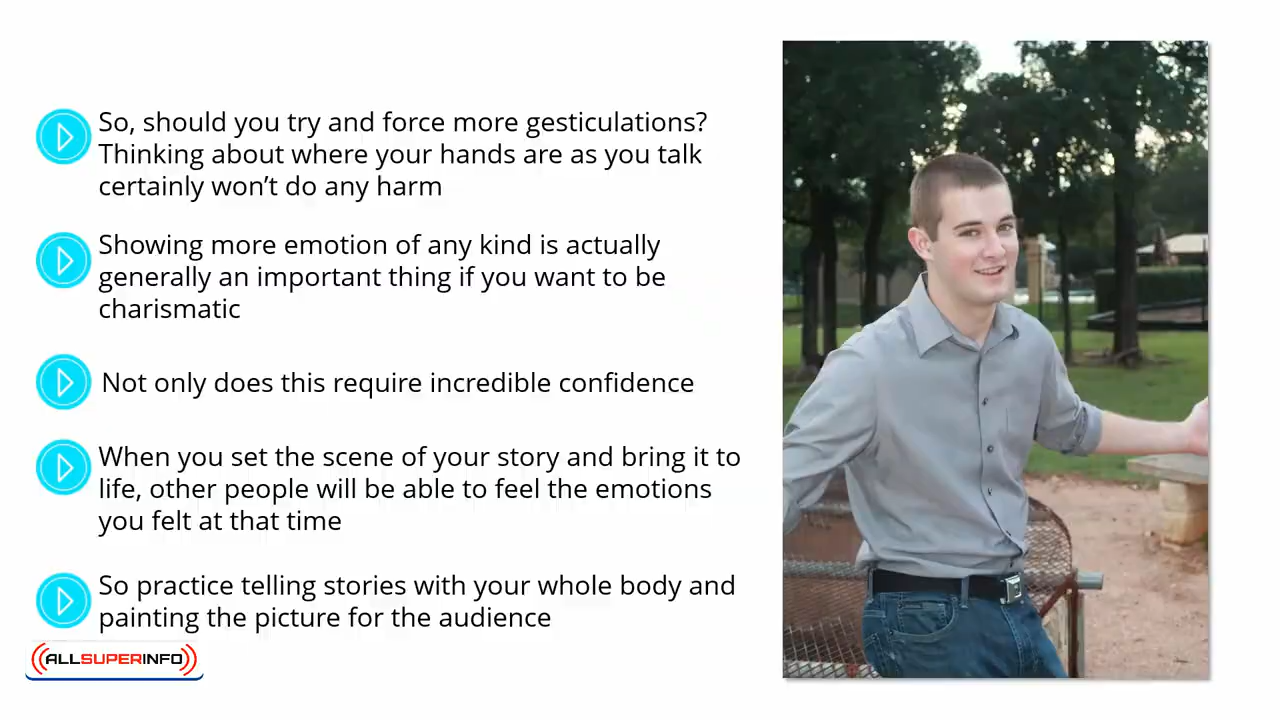 So, should you try and force more gesticulations?
Thinking about where your hands are as you talk
certainly won’t do any harm
Showing more emotion of any kind is actually
generally an important thing if you want to be
charismatic
Not only does this require incredible confidence
When you set the scene of your story and bring it to
life, other people will be able to feel the emotions
you felt at that time
So practice telling stories with your whole body and
painting the picture for the audience
ALLSUPERINFO